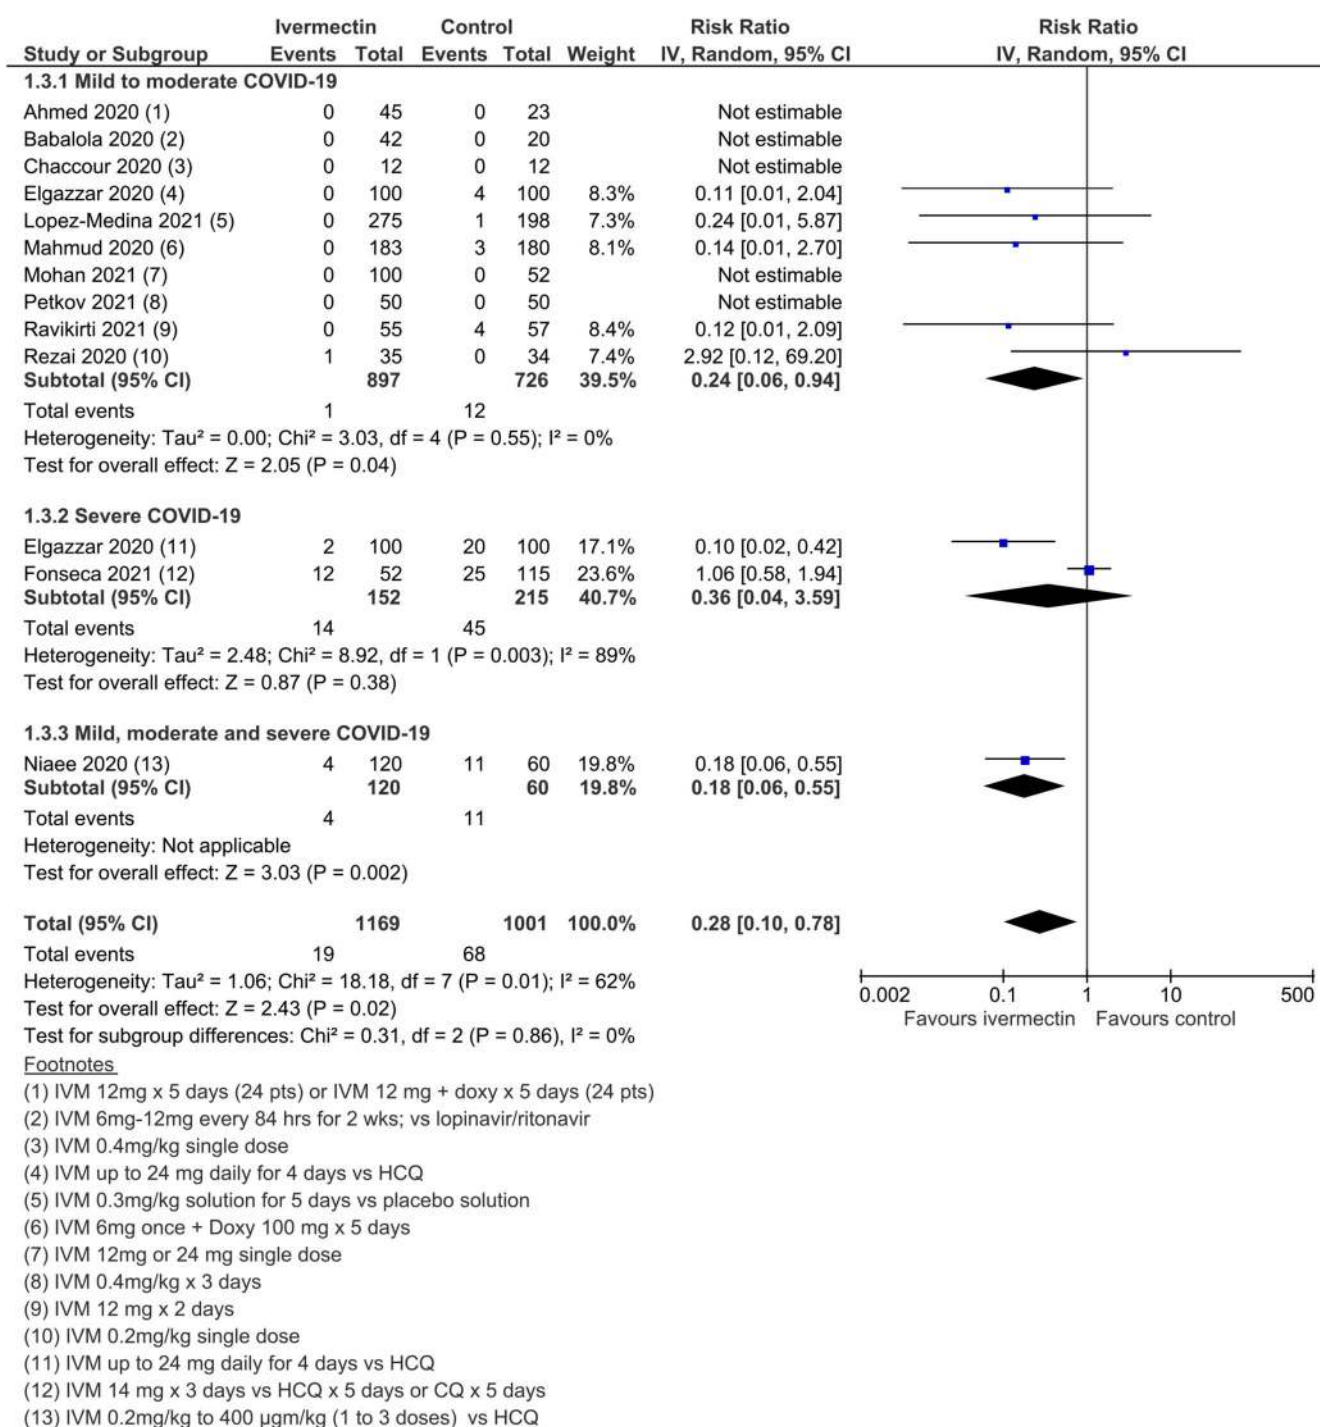 Ivermectin Control Risk Ratio Risk Ratio
Study or Subgroup Events Total Events Total Weight IV, Random, 95% CI IV, Random, 95% CI
1.3.1 Mild to moderate COVID-19
Ahmed 2020 (1) 0 45 0 23 Not estimable
Babalola 2020 (2) 0 42 0 20 Not estimable
Chaccour 2020 (3) 0 12 0 12 Not estimable
Elgazzar 2020 (4) 0 100 4 100 8.3% 0.11 [0.01, 2.04]
Lopez-Medina 2021 (5) 0 275 1 198 7.3% 0.24 [0.01, 5.87]
Mahmud 2020 (6) 0 183 3 180 8.1% 0.14 [0.01, 2.70]
Mohan 2021 (7) 0 100 0 52 Not estimable
Petkov 2021 (8) 0 50 0 50 Not estimable
Ravikirti 2021 (9) 0 55 4 57 8.4% 0.12 [0.01, 2.09]
Rezai 2020 (10) 1 35 0 34 7.4% 2.92 [0.12, 69.20]
Subtotal (95% CI) 897 726 39.5% 0.24 [0.06, 0.94]
Total events 1 12
Heterogeneity: Tau² = 0.00; Chi² = 3.03, df = 4 (P = 0.55); I² = 0%
Test for overall effect: Z = 2.05 (P = 0.04)
1.3.2 Severe COVID-19
Elgazzar 2020 (11) 2 100 20 100 17.1% 0.10 [0.02, 0.42]
Fonseca 2021 (12) 12 52 25 115 23.6% 1.06 [0.58, 1.94]
Subtotal (95% CI) 152 215 40.7% 0.36 [0.04, 3.59]
Total events 14 45
Heterogeneity: Tau² = 2.48; Chi² = 8.92, df = 1 (P = 0.003); I² = 89%
Test for overall effect: Z = 0.87 (P = 0.38)
1.3.3 Mild, moderate and severe COVID-19
Niaee 2020 (13) 4 120 11 60 19.8% 0.18 [0.06, 0.55]
Subtotal (95% CI) 120 60 19.8% 0.18 [0.06, 0.55]
Total events 4 11
Heterogeneity: Not applicable
Test for overall effect: Z = 3.03 (P = 0.002)
Total (95% CI) 1169 1001 100.0% 0.28 [0.10, 0.78]
Total events 19 68
Heterogeneity: Tau² = 1.06; Chi² = 18.18, df = 7 (P = 0.01); I² = 62%
Test for overall effect: Z = 2.43 (P = 0.02)
Test for subgroup differences: Chi² = 0.31, df = 2 (P = 0.86), I² = 0%
0.002 0.1 1 10 500
Favours ivermectin Favours control
Footnotes
(1) IVM 12mg x 5 days (24 pts) or IVM 12 mg + doxy x 5 days (24 pts)
(2) IVM 6mg-12mg every 84 hrs for 2 wks; vs lopinavir/ritonavir
(3) IVM 0.4mg/kg single dose
(4) IVM up to 24 mg daily for 4 days vs HCQ
(5) IVM 0.3mg/kg solution for 5 days vs placebo solution
(6) IVM 6mg once + Doxy 100 mg x 5 days
(7) IVM 12mg or 24 mg single dose
(8) IVM 0.4mg/kg x 3 days
(9) IVM 12 mg x 2 days
(10) IVM 0.2mg/kg single dose
(11) IVM up to 24 mg daily for 4 days vs HCQ
(12) IVM 14 mg x 3 days vs HCQ x 5 days or CQ x 5 days
(13) IVM 0.2mg/kg to 400 µgm/kg (1 to 3 doses) vs HCQ